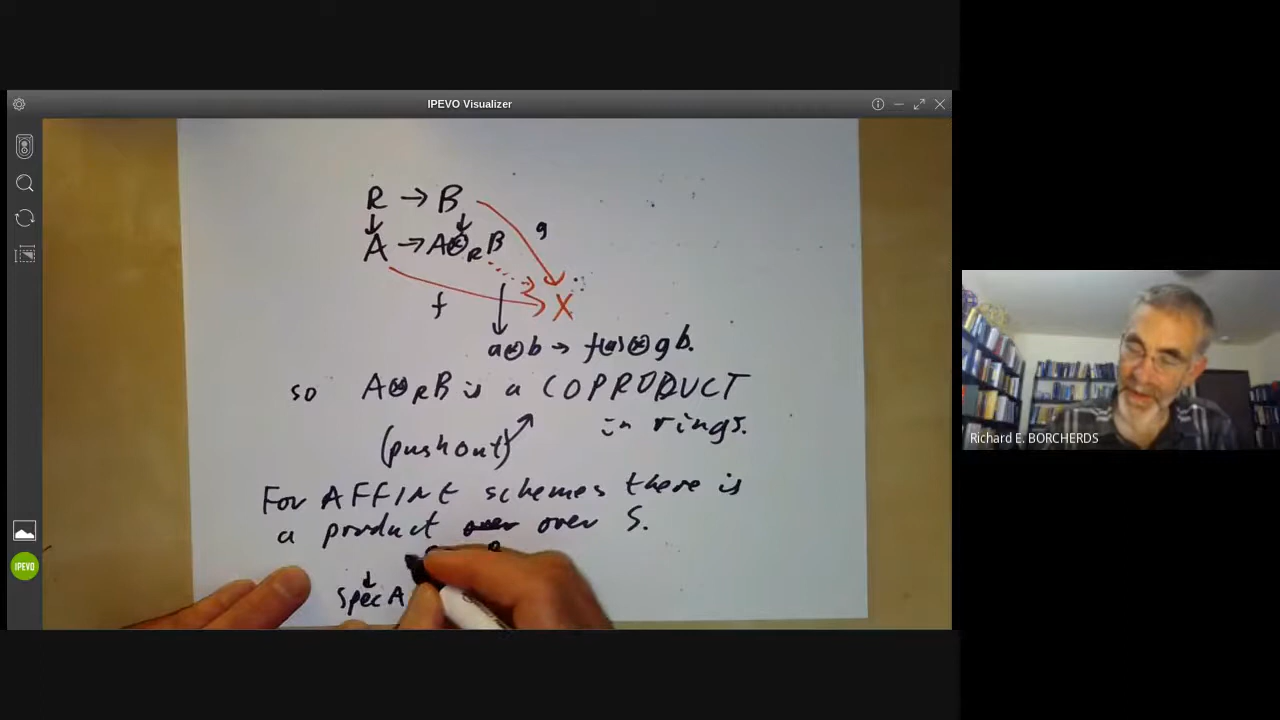 IPEVO Visualizer
R → B
g
A → A⊗RB
f
X
a⊗b → f(a)⊗gb.
so A⊗RB is a COPRODUCT
in rings.
(pushout)
For AFFINE schemes there is
a product over S.
Spec A
Richard E. BORCHERDS
IPEVO